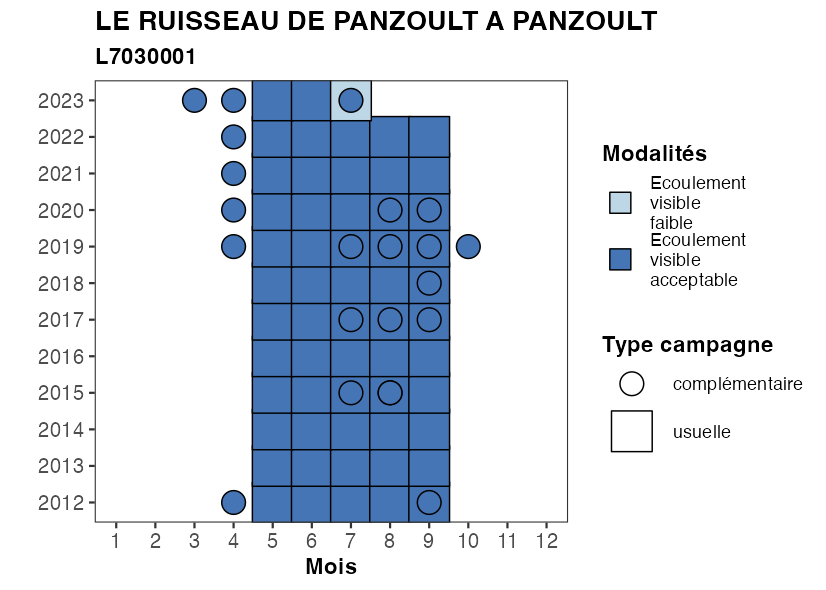 LE RUISSEAU DE PANZOULT A PANZOULT
L7030001
2023
2022
2021
2020
2019
2018
2017
2016
2015
2014
2013
2012
1 2 3 4 5 6 7 8 9 10 11 12
Mois
Modalités
Ecoulement
visible
faible
Ecoulement
visible
acceptable
Type campagne
complémentaire
usuelle